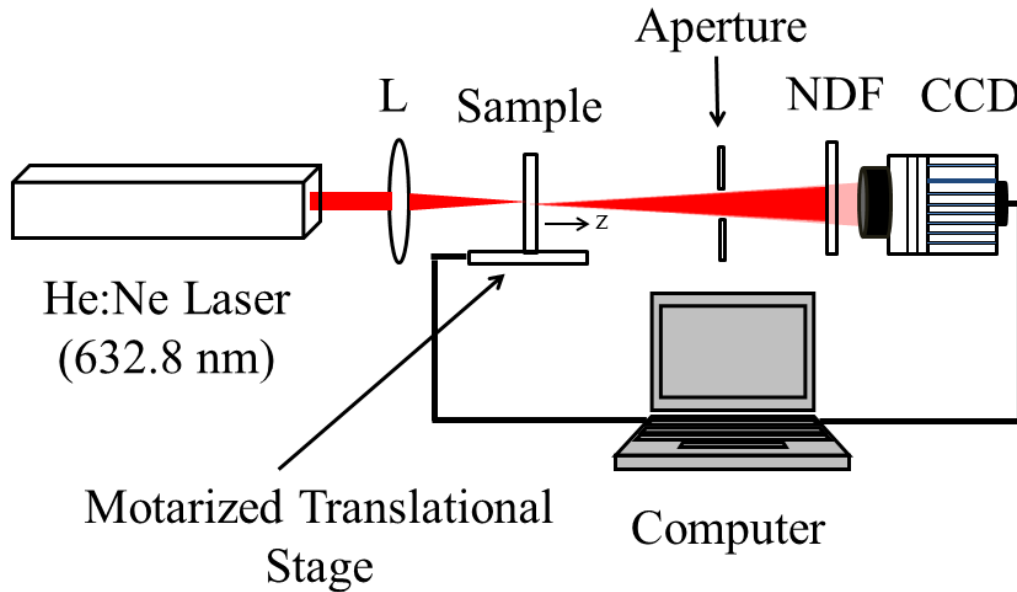 Aperture
L
Sample
NDF
CCD
z
He:Ne Laser
(632.8 nm)
Motarized Translational
Stage
Computer